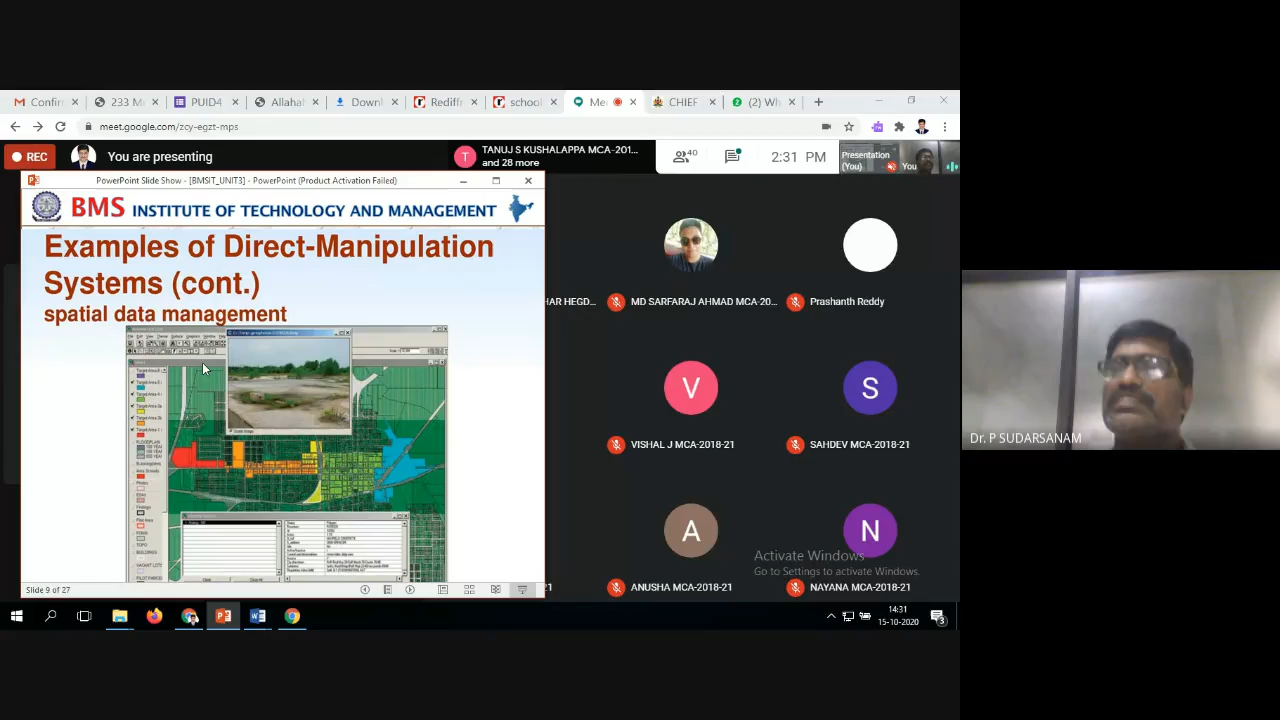 Confirm
233 M
PUID4
Allahat
Downl
Rediffr
school
Me
CHIEF
(2) Wh
meet.google.com/zcy-egzt-mps
REC
You are presenting
T
TANUJ S KUSHALAPPA MCA-201...
and 28 more
40
2:31 PM
Presentation
(You)
You
PowerPoint Slide Show - [BMSIT_UNIT3] - PowerPoint (Product Activation Failed)
BMS INSTITUTE OF TECHNOLOGY AND MANAGEMENT
Examples of Direct-Manipulation
Systems (cont.)
spatial data management
HAR HEGD...
MD SARFARAJ AHMAD MCA-20...
Prashanth Reddy
V
S
VISHAL J MCA-2018-21
SAHDEV MCA-2018-21
A
N
Activate Windows
Go to Settings to activate Windows.
ANUSHA MCA-2018-21
NAYANA MCA-2018-21
Dr. P SUDARSANAM
Slide 9 of 27
14:31
15-10-2020
3